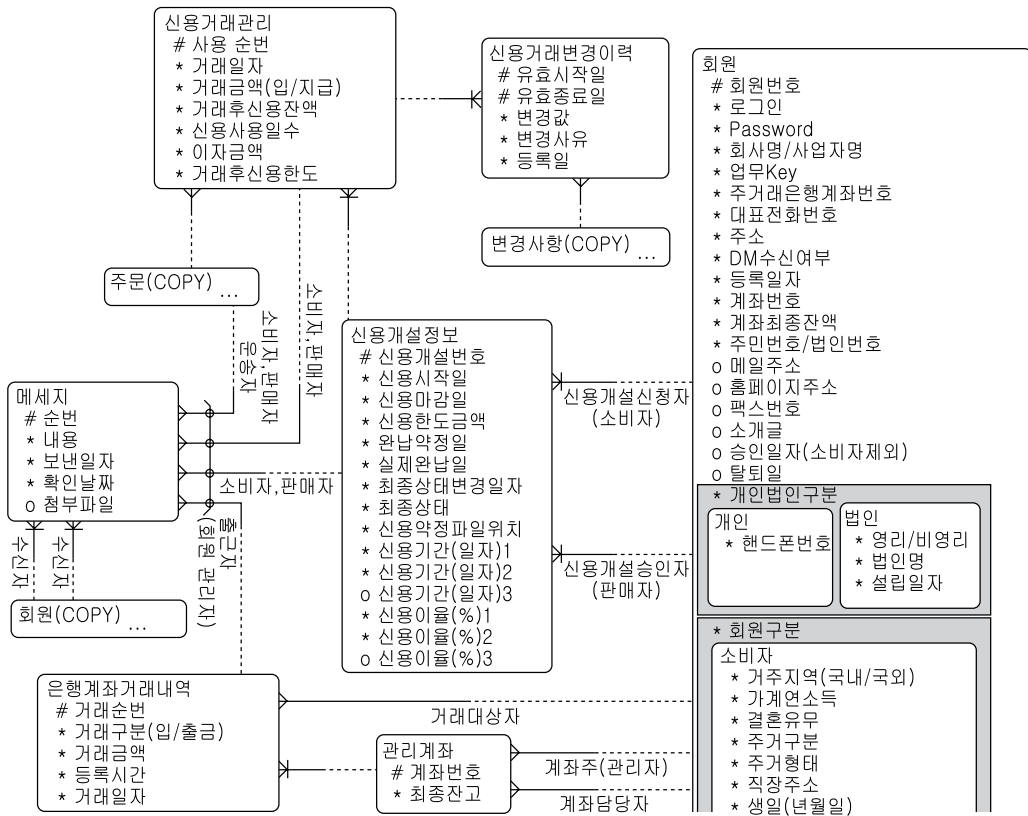 신용거래관리
# 사용 순번
* 거래일자
* 거래금액(입/지급)
* 거래후신용잔액
* 신용사용일수
* 이자금액
* 거래후신용한도
신용거래변경이력
# 유효시작일
# 유효종료일
* 변경값
* 변경사유
* 등록일
변경사항(COPY) ...
주문(COPY) ...
소비자,판매자
운송자
소비자,판매자
메세지
# 순번
* 내용
* 보낸일자
* 확인날짜
o 첨부파일
소비자,판매자
출근자
(회원 관리자)
수신자
수신자
회원(COPY) ...
신용개설정보
# 신용개설번호
* 신용시작일
* 신용마감일
* 신용한도금액
* 완납약정일
* 실제완납일
* 최종상태변경일자
* 최종상태
* 신용약정파일위치
* 신용기간(일자)1
* 신용기간(일자)2
o 신용기간(일자)3
* 신용이율(%)1
* 신용이율(%)2
o 신용이율(%)3
신용개설신청자
(소비자)
신용개설승인자
(판매자)
은행계좌거래내역
# 거래순번
* 거래구분(입/출금)
* 거래금액
* 등록시간
* 거래일자
거래대상자
관리계좌
# 계좌번호
* 최종잔고
계좌주(관리자)
계좌담당자
회원
# 회원번호
* 로그인
* Password
* 회사명/사업자명
* 업무Key
* 주거래은행계좌번호
* 대표전화번호
* 주소
* DM수신여부
* 등록일자
* 계좌번호
* 계좌최종잔액
* 주민번호/법인번호
o 메일주소
o 홈페이지주소
o 팩스번호
o 소개글
o 승인일자(소비자제외)
o 탈퇴일
* 개인법인구분
개인
* 핸드폰번호
법인
* 영리/비영리
* 법인명
* 설립일자
* 회원구분
소비자
* 거주지역(국내/국외)
* 가계연소득
* 결혼유무
* 주거구분
* 주거형태
* 직장주소
* 생일(년월일)